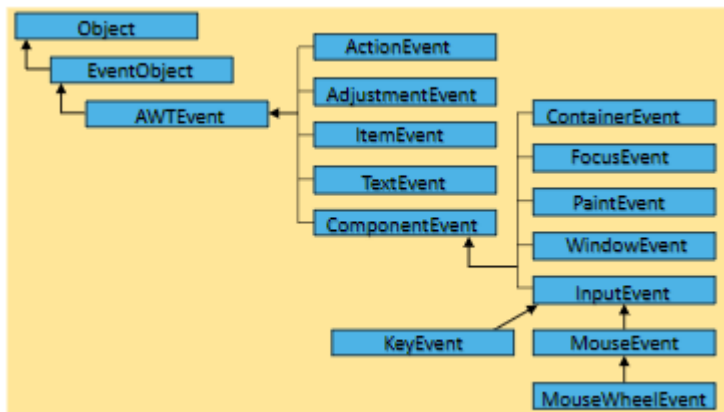 Object
EventObject
AWTEvent
ActionEvent
AdjustmentEvent
ItemEvent
TextEvent
ComponentEvent
ContainerEvent
FocusEvent
PaintEvent
WindowEvent
InputEvent
KeyEvent
MouseEvent
MouseWheelEvent